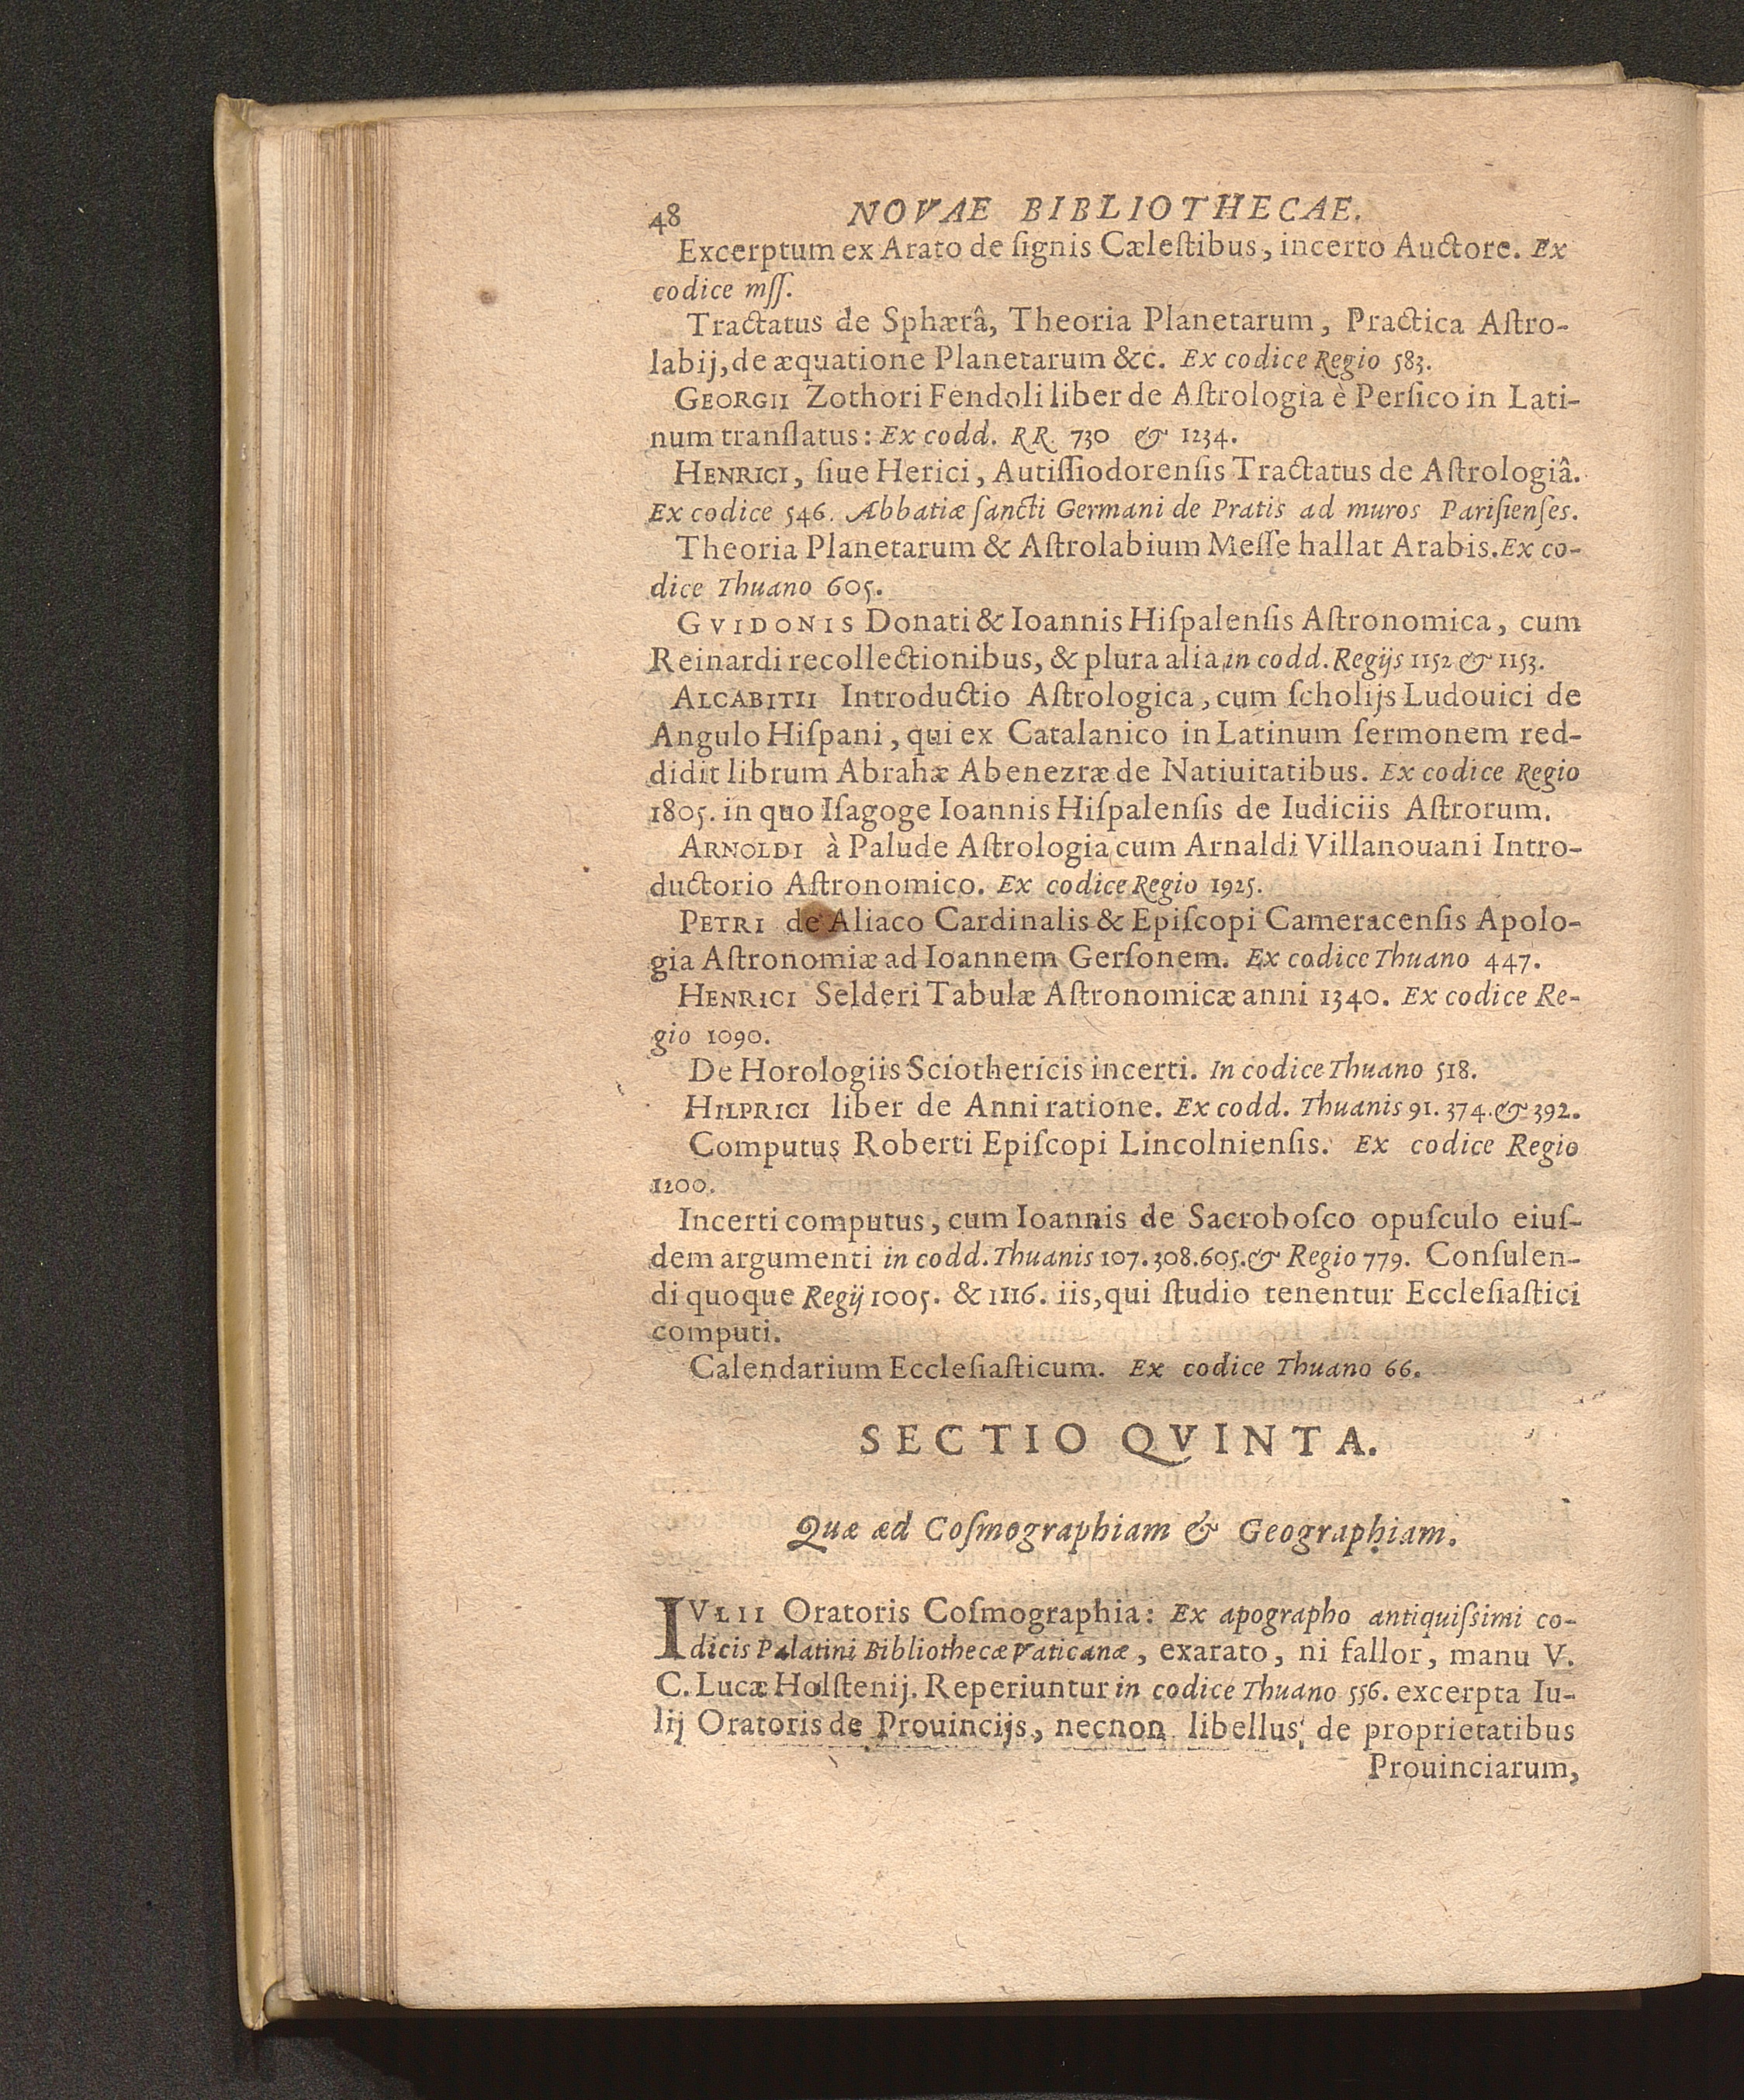 48 NOVAE BIBLIOTHECAE.
Excerptum ex Arato de ſignis Cæleſtibus, incerto Auctore. Ex
codice mſſ.
Tractatus de Sphærâ, Theoria Planetarum, Practica Aſtro-
labij, de æquatione Planetarum &c. Ex codice Regio 583.
GEORGII Zothori Fendoli liber de Aſtrologia è Perſico in Lati-
num tranſlatus: Ex codd. RR. 730 & 1234.
HENRICI, ſiue Herici, Autiſſiodorenſis Tractatus de Aſtrologiâ.
Ex codice 546. Abbatiæ ſancti Germani de Pratis ad muros Pariſienſes.
Theoria Planetarum & Aſtrolabium Meſſe hallat Arabis. Ex co-
dice Thuano 605.
GVIDONIS Donati & Ioannis Hiſpalenſis Aſtronomica, cum
Reinardi recollectionibus, & plura alia in codd. Regijs 1152 & 1153.
ALCABITII Introductio Aſtrologica, cum ſcholijs Ludouici de
Angulo Hiſpani, qui ex Catalanico in Latinum ſermonem red-
didit librum Abrahæ Abenezræ de Natiuitatibus. Ex codice Regio
1805. in quo Iſagoge Ioannis Hiſpalenſis de Iudiciis Aſtrorum.
ARNOLDI à Palude Aſtrologia cum Arnaldi Villanouani Intro-
ductorio Aſtronomico. Ex codice Regio 1925.
PETRI de Aliaco Cardinalis & Epiſcopi Cameracenſis Apolo-
gia Aſtronomiæ ad Ioannem Gerſonem. Ex codice Thuano 447.
HENRICI Selderi Tabulæ Aſtronomicæ anni 1340. Ex codice Re-
gio 1090.
De Horologiis Sciothericis incerti. In codice Thuano 518.
HILPRICI liber de Anni ratione. Ex codd. Thuanis 91. 374. & 392.
Computus Roberti Epiſcopi Lincolnienſis. Ex codice Regio
1200.
Incerti computus, cum Ioannis de Sacroboſco opuſculo eiuſ-
dem argumenti in codd. Thuanis 107. 308. 605. & Regio 779. Conſulen-
di quoque Regij 1005. & 1116. iis, qui ſtudio tenentur Eccleſiaſtici
computi.
Calendarium Eccleſiaſticum. Ex codice Thuano 66.
SECTIO QVINTA.
Quæ ad Coſmographiam & Geographiam.
IVLII Oratoris Coſmographia: Ex apographo antiquiſsimi co-
dicis Palatini Bibliothecæ Vaticanæ, exarato, ni fallor, manu V.
C. Lucæ Holſtenij. Reperiuntur in codice Thuano 556. excerpta Iu-
lij Oratoris de Prouincijs, necnon libellus de proprietatibus
Prouinciarum,